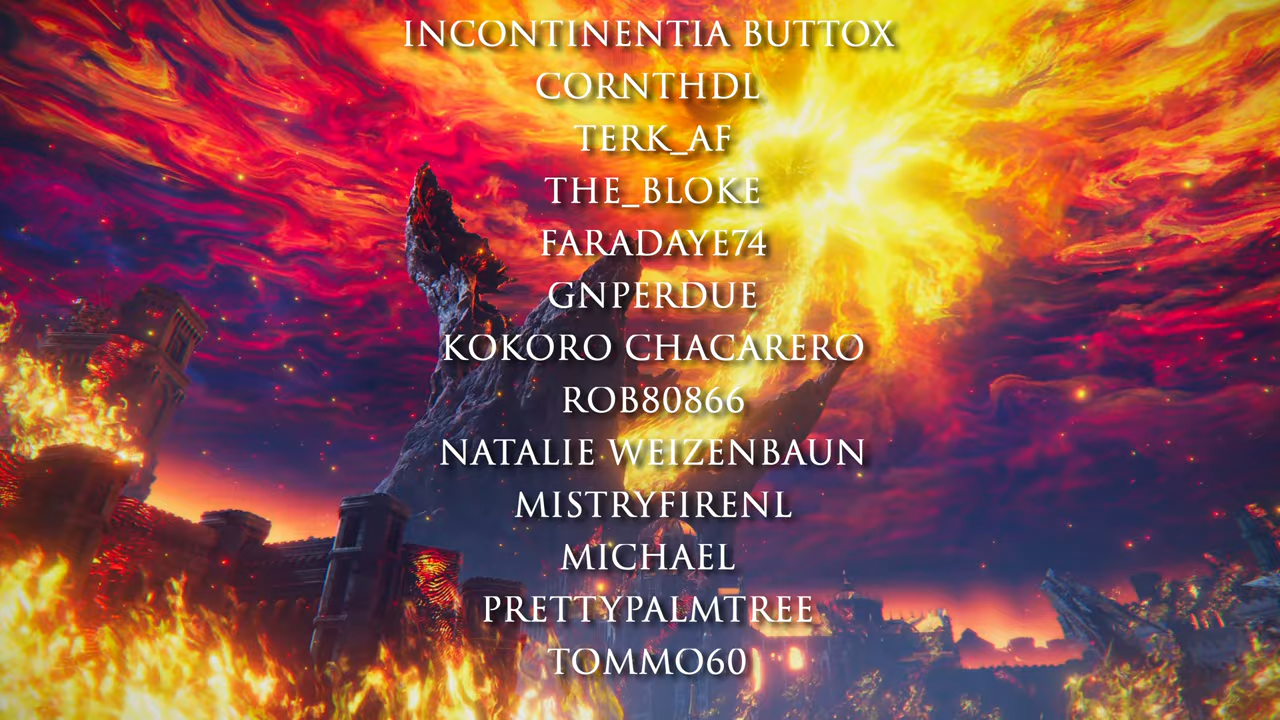 INCONTINENTIA BUTTOX
CORNTHDL
TERK_AF
THE_BLOKE
FARADAYE74
GNPERDUE
KOKORO CHACARERO
ROB80866
NATALIE WEIZENBAUN
MISTRYFIRENL
MICHAEL
PRETTYPALMTREE
TOMMO60